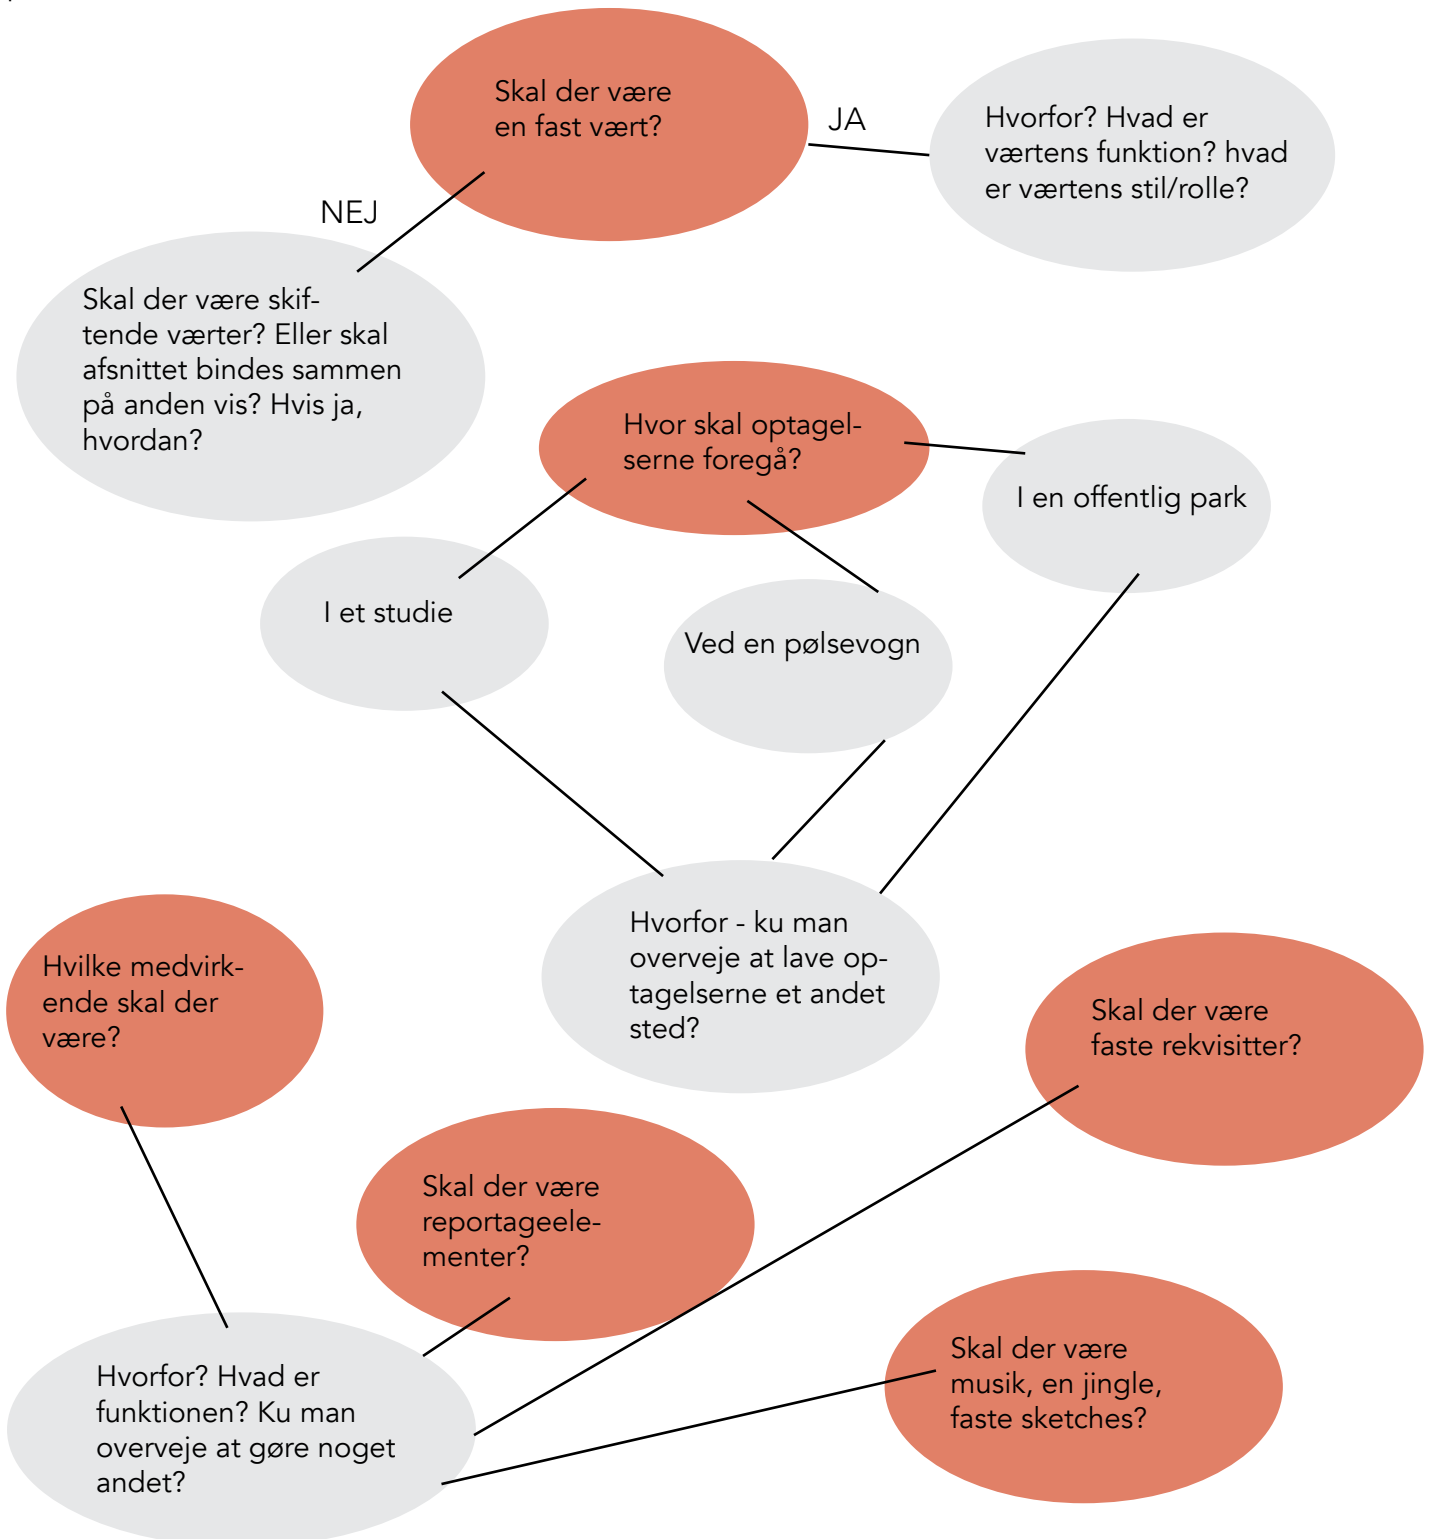 Skal der være
en fast vært?
JA
Hvorfor? Hvad er
værtens funktion? hvad
er værtens stil/rolle?
NEJ
Skal der være skif-
tende værter? Eller skal
afsnittet bindes sammen
på anden vis? Hvis ja,
hvordan?
Hvor skal optagel-
serne foregå?
I en offentlig park
I et studie
Ved en pølsevogn
Hvorfor - ku man
overveje at lave op-
tagelserne et andet
sted?
Hvilke medvirk-
ende skal der
være?
Skal der være
faste rekvisitter?
Skal der være
reportageele-
menter?
Skal der være
musik, en jingle,
faste sketches?
Hvorfor? Hvad er
funktionen? Ku man
overveje at gøre noget
andet?